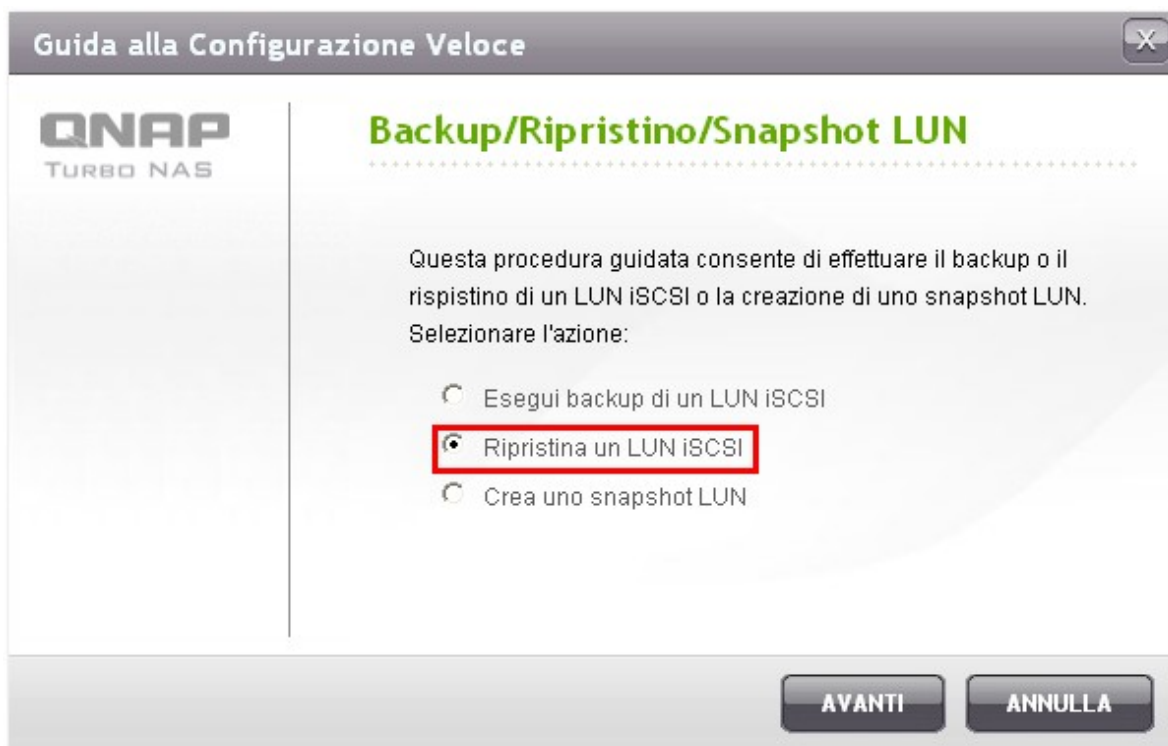 Guida alla Configurazione Veloce
X
QNAP
TURBO NAS
Backup/Ripristino/Snapshot LUN
Questa procedura guidata consente di effettuare il backup o il
rispistino di un LUN iSCSI o la creazione di uno snapshot LUN.
Selezionare l'azione:
Esegui backup di un LUN iSCSI
Ripristina un LUN iSCSI
Crea uno snapshot LUN
AVANTI
ANNULLA